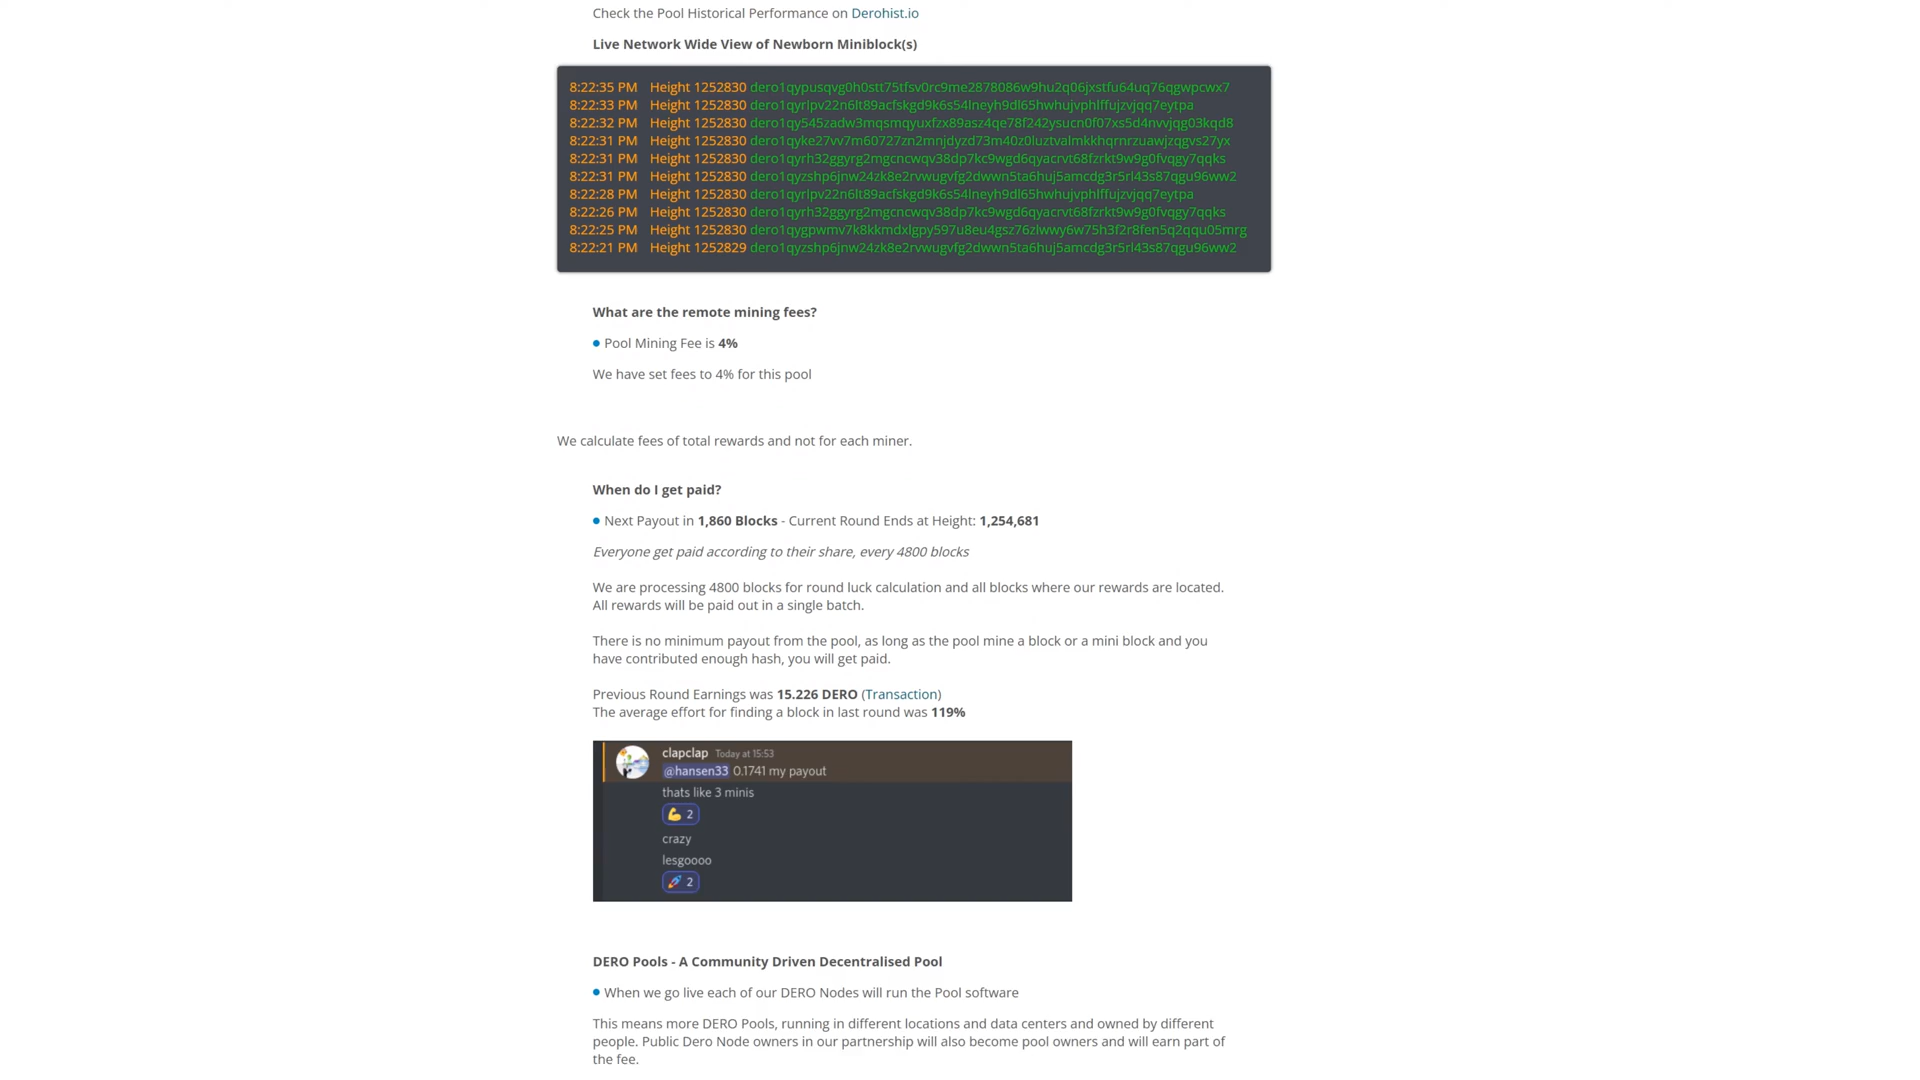 Check the Pool Historical Performance on Derohist.io
Live Network Wide View of Newborn Miniblock(s)
8:22:35 PM Height 1252830 dero1qypusqvg0h0stt75tfsv0rc9me2878086w9hu2q06jxstfu64uq76qgwpcwx7
8:22:33 PM Height 1252830 dero1qyrlpv22n6lt89acfskgd9k6s54lneyh9dl65hwhujvphlffujzvjqq7eytpa
8:22:32 PM Height 1252830 dero1qy545zadw3mqsmqyuxfzx89asz4qe78f242ysucn0f07xs5d4nvvjqg03kqd8
8:22:31 PM Height 1252830 dero1qyke27vv7m60727zn2mnjdyzd73m40z0luztvalmkkhqrnrzuawjzqgvs27yx
8:22:31 PM Height 1252830 dero1qyrh32ggyrg2mgcncwqv38dp7kc9wgd6qyacrvt68fzrkt9w9g0fvqgy7qqks
8:22:31 PM Height 1252830 dero1qyzshp6jnw24zk8e2rvwugvfg2dwwn5ta6huj5amcdg3r5rl43s87qgu96ww2
8:22:28 PM Height 1252830 dero1qyrlpv22n6lt89acfskgd9k6s54lneyh9dl65hwhujvphlffujzvjqq7eytpa
8:22:26 PM Height 1252830 dero1qyrh32ggyrg2mgcncwqv38dp7kc9wgd6qyacrvt68fzrkt9w9g0fvqgy7qqks
8:22:25 PM Height 1252830 dero1qygpwmv7k8kkmdxlgpy597u8eu4gsz76zlwwy6w75h3f2r8fen5q2qqu05mrg
8:22:21 PM Height 1252829 dero1qyzshp6jnw24zk8e2rvwugvfg2dwwn5ta6huj5amcdg3r5rl43s87qgu96ww2
What are the remote mining fees?
Pool Mining Fee is 4%
We have set fees to 4% for this pool
We calculate fees of total rewards and not for each miner.
When do I get paid?
Next Payout in 1,860 Blocks - Current Round Ends at Height: 1,254,681
Everyone get paid according to their share, every 4800 blocks
We are processing 4800 blocks for round luck calculation and all blocks where our rewards are located.
All rewards will be paid out in a single batch.
There is no minimum payout from the pool, as long as the pool mine a block or a mini block and you
have contributed enough hash, you will get paid.
Previous Round Earnings was 15.226 DERO (Transaction)
The average effort for finding a block in last round was 119%
clapclap Today at 15:53
@hansen33 0.1741 my payout
thats like 3 minis
2
crazy
lesgoooo
2
DERO Pools - A Community Driven Decentralised Pool
When we go live each of our DERO Nodes will run the Pool software
This means more DERO Pools, running in different locations and data centers and owned by different
people. Public Dero Node owners in our partnership will also become pool owners and will earn part of
the fee.